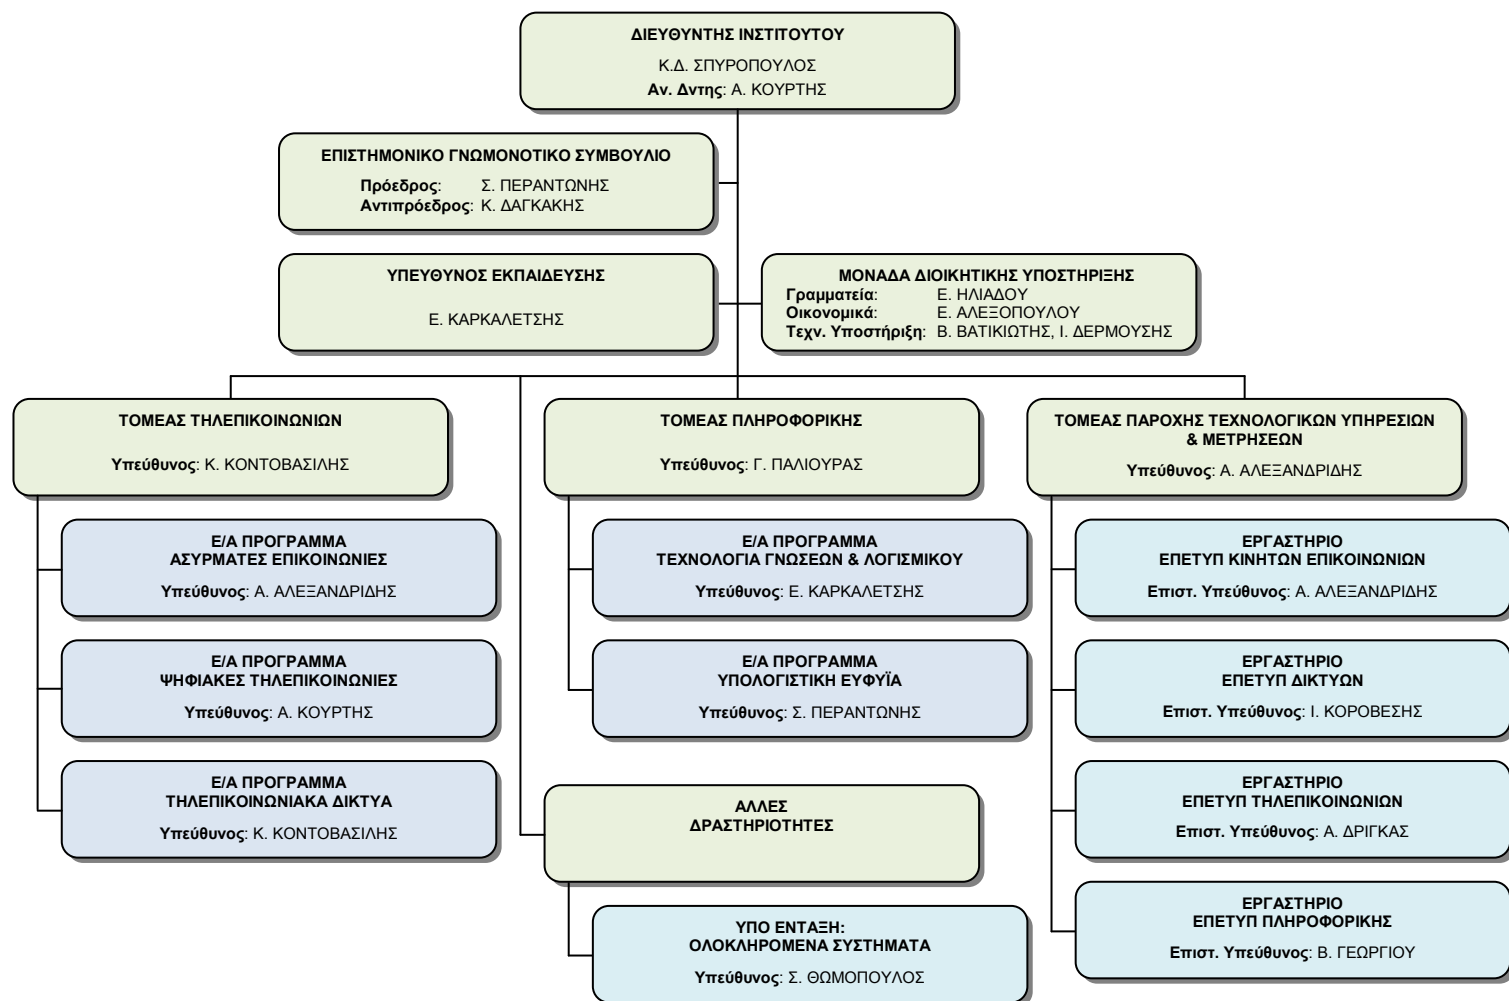 ΔΙΕΥΘΥΝΤΗΣ ΙΝΣΤΙΤΟΥΤΟΥ
Κ.Δ. ΣΠΥΡΟΠΟΥΛΟΣ
Αν. Δντης: Α. ΚΟΥΡΤΗΣ
ΕΠΙΣΤΗΜΟΝΙΚΟ ΓΝΩΜΟΝΟΤΙΚΟ ΣΥΜΒΟΥΛΙΟ
Πρόεδρος: Σ. ΠΕΡΑΝΤΩΝΗΣ
Αντιπρόεδρος: Κ. ΔΑΓΚΑΚΗΣ
ΥΠΕΥΘΥΝΟΣ ΕΚΠΑΙΔΕΥΣΗΣ
Ε. ΚΑΡΚΑΛΕΤΣΗΣ
ΜΟΝΑΔΑ ΔΙΟΙΚΗΤΙΚΗΣ ΥΠΟΣΤΗΡΙΞΗΣ
Γραμματεία: Ε. ΗΛΙΑΔΟΥ
Οικονομικά: Ε. ΑΛΕΞΟΠΟΥΛΟΥ
Τεχν. Υποστήριξη: Β. ΒΑΤΙΚΙΩΤΗΣ, Ι. ΔΕΡΜΟΥΣΗΣ
ΤΟΜΕΑΣ ΤΗΛΕΠΙΚΟΙΝΩΝΙΩΝ
Υπεύθυνος: Κ. ΚΟΝΤΟΒΑΣΙΛΗΣ
Ε/Α ΠΡΟΓΡΑΜΜΑ
ΑΣΥΡΜΑΤΕΣ ΕΠΙΚΟΙΝΩΝΙΕΣ
Υπεύθυνος: Α. ΑΛΕΞΑΝΔΡΙΔΗΣ
Ε/Α ΠΡΟΓΡΑΜΜΑ
ΨΗΦΙΑΚΕΣ ΤΗΛΕΠΙΚΟΙΝΩΝΙΕΣ
Υπεύθυνος: Α. ΚΟΥΡΤΗΣ
Ε/Α ΠΡΟΓΡΑΜΜΑ
ΤΗΛΕΠΙΚΟΙΝΩΝΙΑΚΑ ΔΙΚΤΥΑ
Υπεύθυνος: Κ. ΚΟΝΤΟΒΑΣΙΛΗΣ
ΤΟΜΕΑΣ ΠΛΗΡΟΦΟΡΙΚΗΣ
Υπεύθυνος: Γ. ΠΑΛΙΟΥΡΑΣ
Ε/Α ΠΡΟΓΡΑΜΜΑ
ΤΕΧΝΟΛΟΓΙΑ ΓΝΩΣΕΩΝ & ΛΟΓΙΣΜΙΚΟΥ
Υπεύθυνος: Ε. ΚΑΡΚΑΛΕΤΣΗΣ
Ε/Α ΠΡΟΓΡΑΜΜΑ
ΥΠΟΛΟΓΙΣΤΙΚΗ ΕΥΦΥΪΑ
Υπεύθυνος: Σ. ΠΕΡΑΝΤΩΝΗΣ
ΑΛΛΕΣ
ΔΡΑΣΤΗΡΙΟΤΗΤΕΣ
ΥΠΟ ΕΝΤΑΞΗ:
ΟΛΟΚΛΗΡΟΜΕΝΑ ΣΥΣΤΗΜΑΤΑ
Υπεύθυνος: Σ. ΘΩΜΟΠΟΥΛΟΣ
ΤΟΜΕΑΣ ΠΑΡΟΧΗΣ ΤΕΧΝΟΛΟΓΙΚΩΝ ΥΠΗΡΕΣΙΩΝ
& ΜΕΤΡΗΣΕΩΝ
Υπεύθυνος: Α. ΑΛΕΞΑΝΔΡΙΔΗΣ
ΕΡΓΑΣΤΗΡΙΟ
ΕΠΕΤΥΠ ΚΙΝΗΤΩΝ ΕΠΙΚΟΙΝΩΝΙΩΝ
Επιστ. Υπεύθυνος: Α. ΑΛΕΞΑΝΔΡΙΔΗΣ
ΕΡΓΑΣΤΗΡΙΟ
ΕΠΕΤΥΠ ΔΙΚΤΥΩΝ
Επιστ. Υπεύθυνος: Ι. ΚΟΡΟΒΕΣΗΣ
ΕΡΓΑΣΤΗΡΙΟ
ΕΠΕΤΥΠ ΤΗΛΕΠΙΚΟΙΝΩΝΙΩΝ
Επιστ. Υπεύθυνος: Α. ΔΡΙΓΚΑΣ
ΕΡΓΑΣΤΗΡΙΟ
ΕΠΕΤΥΠ ΠΛΗΡΟΦΟΡΙΚΗΣ
Επιστ. Υπεύθυνος: Β. ΓΕΩΡΓΙΟΥ